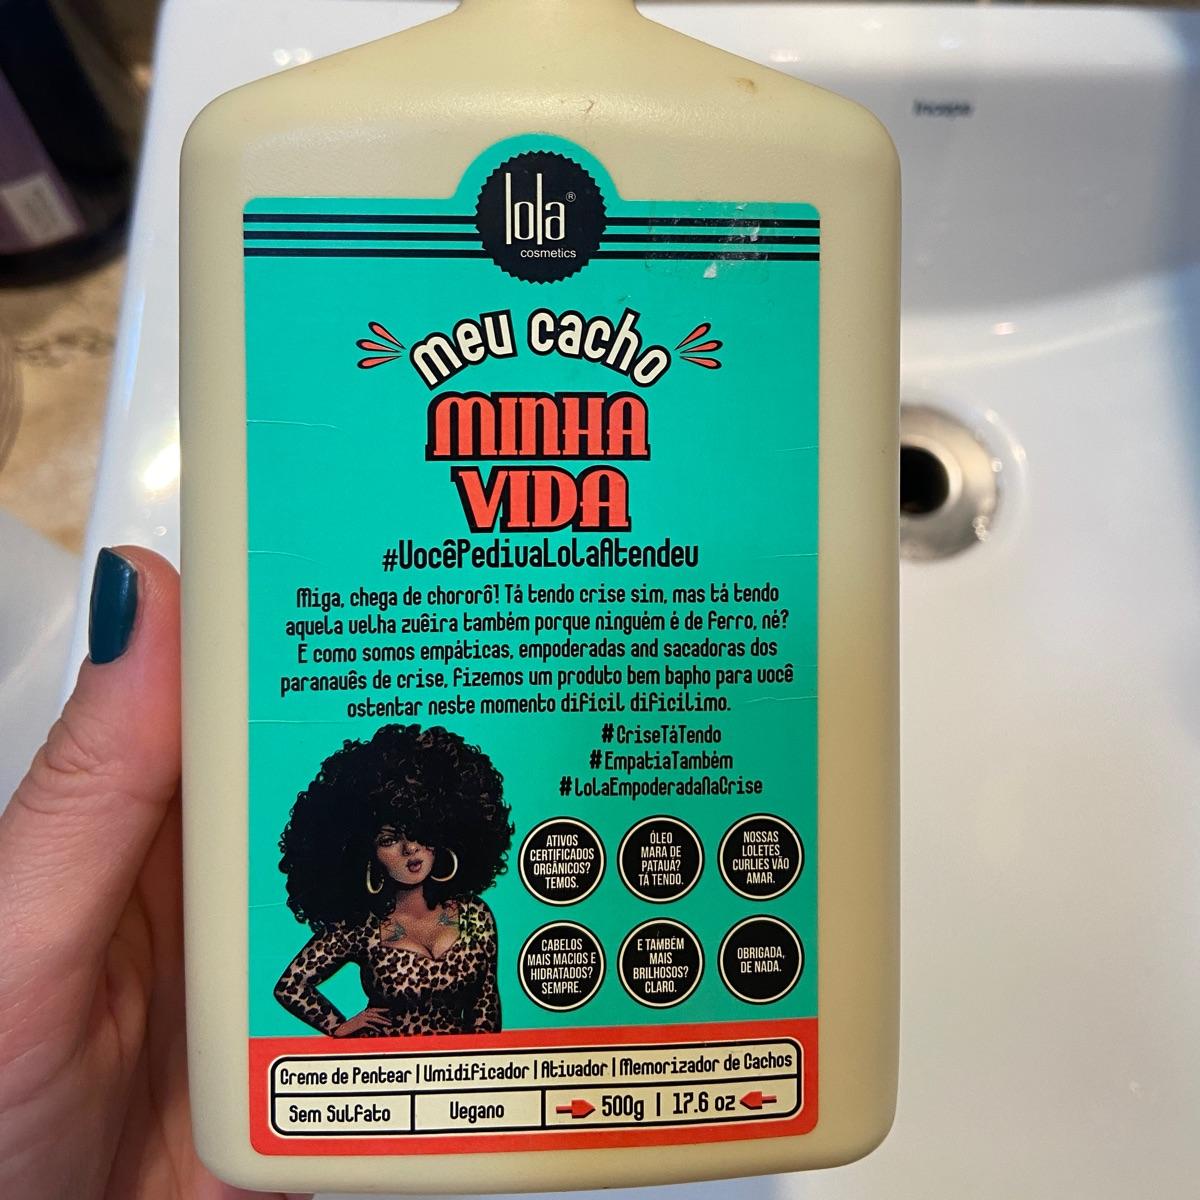 Incepa
lola®
cosmetics
meu cacho
MINHA
VIDA
#VocêPediuaLolaAtendeu
Miga, chega de chororô! Tá tendo crise sim, mas tá tendo
aquela velha zuêira também porque ninguém é de ferro, né?
E como somos empáticas, empoderadas and sacadoras dos
paranauês de crise, fizemos um produto bem bapho para você
ostentar neste momento difícil dificílimo.
#CriseTáTendo
#EmpatiaTambém
#LolaEmpoderadaNaCrise
ATIVOS
CERTIFICADOS
ORGÂNICOS?
TEMOS.
ÓLEO
MARA DE
PATAUÁ?
TÁ TENDO.
NOSSAS
LOLETES
CURLIES VÃO
AMAR.
CABELOS
MAIS MACIOS E
HIDRATADOS?
SEMPRE.
E TAMBÉM
MAIS
BRILHOSOS?
CLARO.
OBRIGADA,
DE NADA.
Creme de Pentear | Umidificador | Ativador | Memorizador de Cachos
Sem Sulfato
Vegano
500g | 17.6 oz